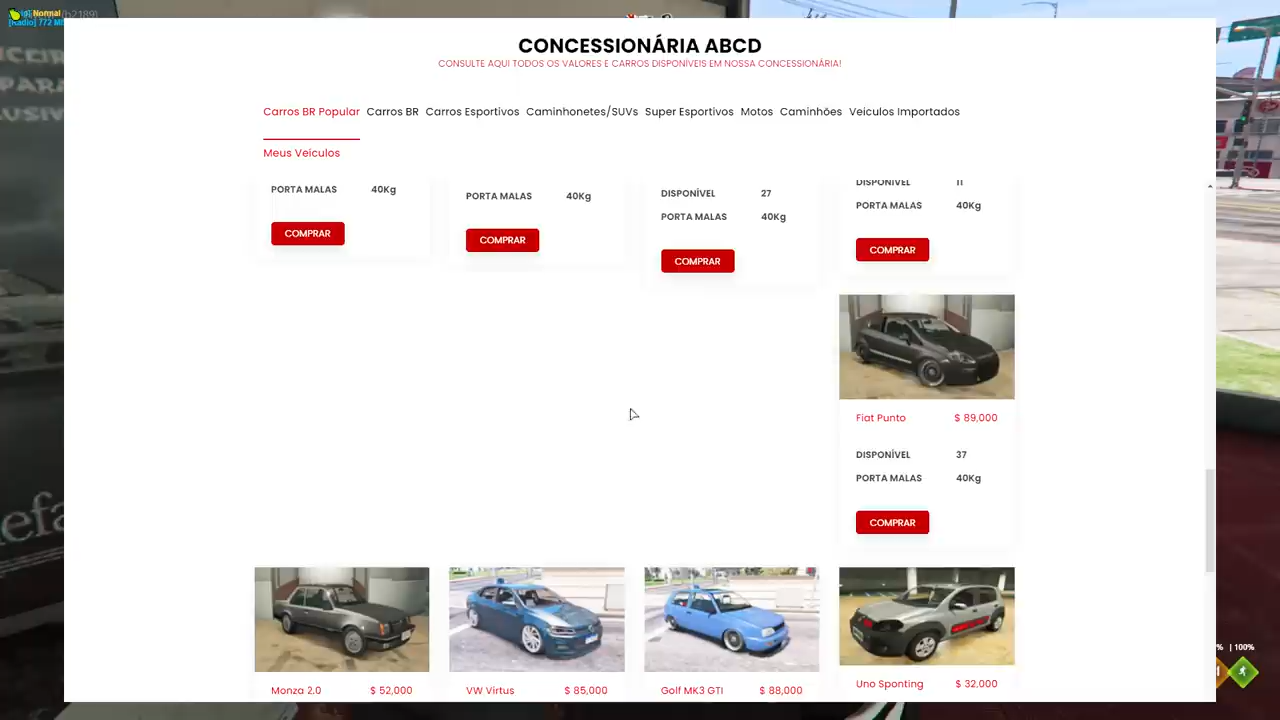 Normal
[Radio] 772 M
CONCESSIONÁRIA ABCD
CONSULTE AQUI TODOS OS VALORES E CARROS DISPONÍVEIS EM NOSSA CONCESSIONÁRIA!
Carros BR Popular Carros BR Carros Esportivos Caminhonetes/SUVs Super Esportivos Motos Caminhões Veiculos Importados
Meus Veículos
PORTA MALAS 40Kg
COMPRAR
PORTA MALAS 40Kg
COMPRAR
DISPONÍVEL 27
PORTA MALAS 40Kg
COMPRAR
DISPONÍVEL 11
PORTA MALAS 40Kg
COMPRAR
Fiat Punto $ 89,000
DISPONÍVEL 37
PORTA MALAS 40Kg
COMPRAR
Monza 2.0 $ 52,000
VW Virtus $ 85,000
Golf MK3 GTI $ 88,000
Uno Sponting $ 32,000
% | 100%